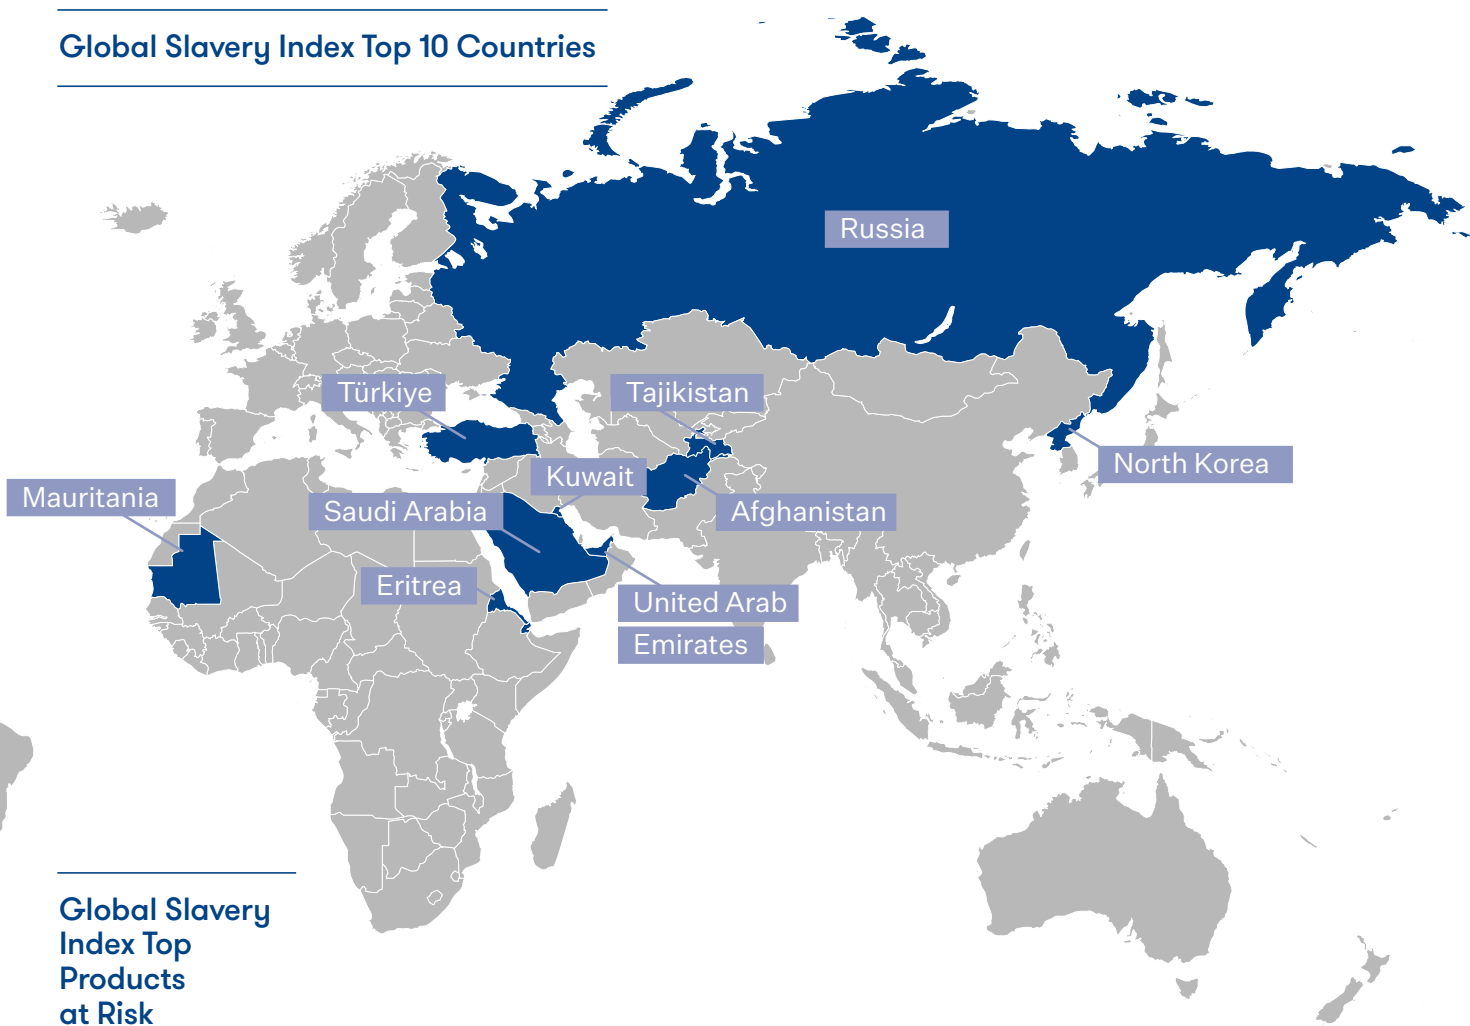 Global Slavery Index Top 10 Countries
Russia
Türkiye
Tajikistan
North Korea
Kuwait
Mauritania
Saudi Arabia
Afghanistan
Eritrea
United Arab
Emirates
Global Slavery
Index Top
Products
at Risk